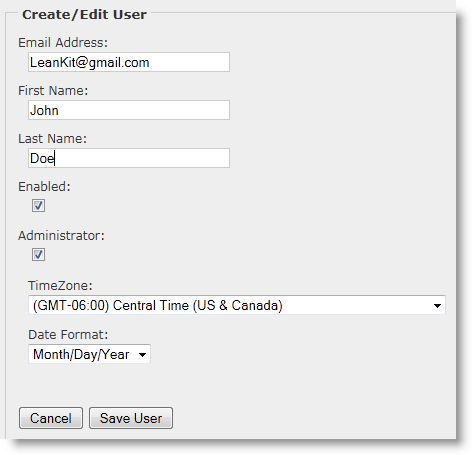 Create/Edit User
Email Address:
LeanKit@gmail.com
First Name:
John
Last Name:
Doe
Enabled:
Administrator:
TimeZone:
(GMT-06:00) Central Time (US & Canada)
Date Format:
Month/Day/Year
Cancel Save User